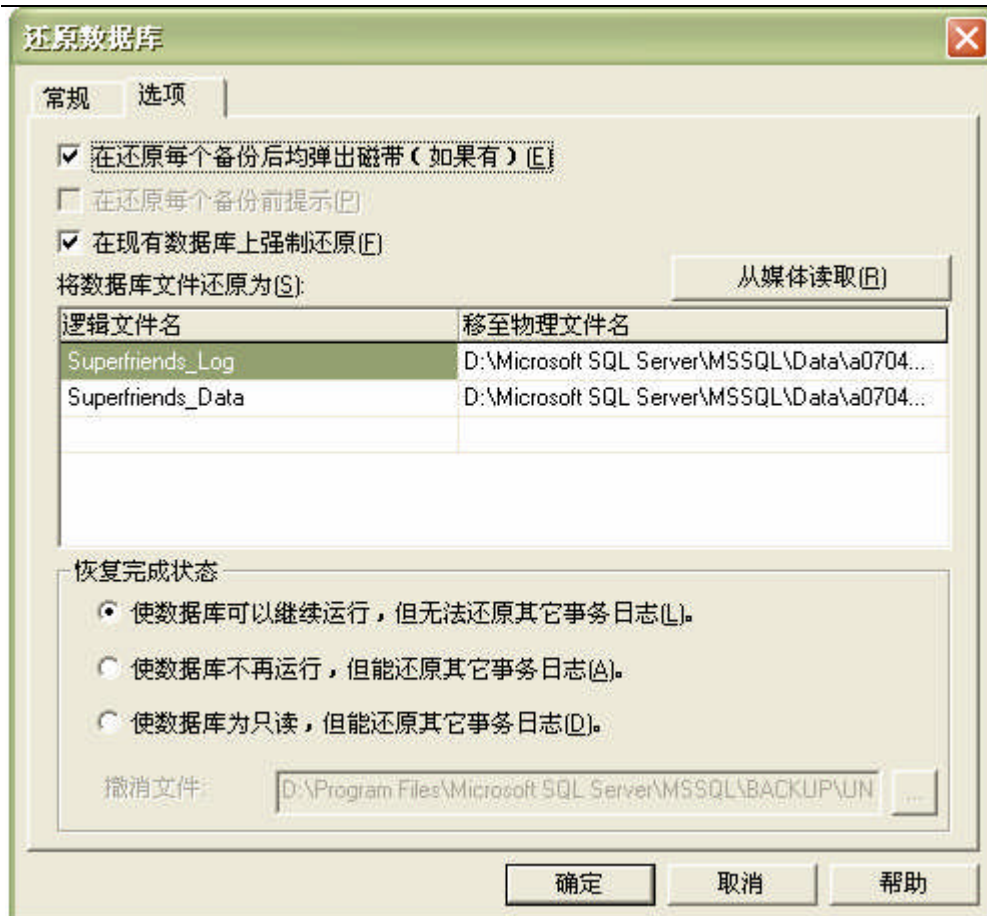 还原数据库
常规 选项
在还原每个备份后均弹出磁带(如果有)(E)
在还原每个备份前提示(P)
在现有数据库上强制还原(F)
将数据库文件还原为(S):
从媒体读取(R)
逻辑文件名 移至物理文件名
Superfriends_Log D:\Microsoft SQL Server\MSSQL\Data\a0704...
Superfriends_Data D:\Microsoft SQL Server\MSSQL\Data\a0704...
恢复完成状态
使数据库可以继续运行,但无法还原其它事务日志(L)。
使数据库不再运行,但能还原其它事务日志(A)。
使数据库为只读,但能还原其它事务日志(D)。
撤消文件: D:\Program Files\Microsoft SQL Server\MSSQL\BACKUP\UN ...
确定 取消 帮助